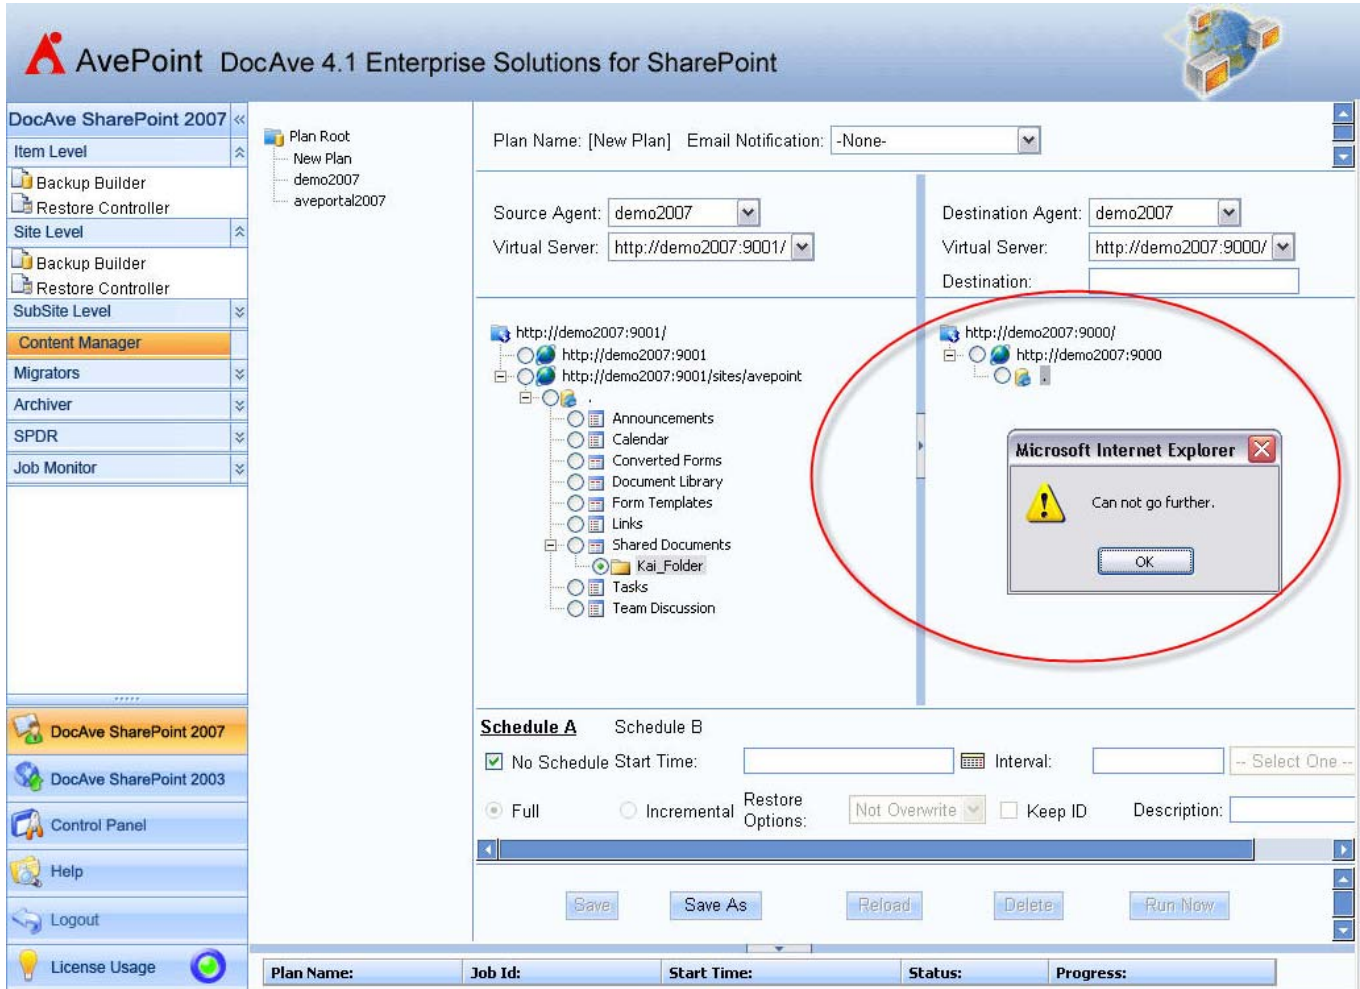 AvePoint DocAve 4.1 Enterprise Solutions for SharePoint
DocAve SharePoint 2007 «
Item Level
Backup Builder
Restore Controller
Site Level
Backup Builder
Restore Controller
SubSite Level
Content Manager
Migrators
Archiver
SPDR
Job Monitor
DocAve SharePoint 2007
DocAve SharePoint 2003
Control Panel
Help
Logout
License Usage
Plan Root
New Plan
demo2007
aveportal2007
Plan Name: [New Plan] Email Notification: -None-
Source Agent: demo2007
Virtual Server: http://demo2007:9001/
Destination Agent: demo2007
Virtual Server: http://demo2007:9000/
Destination:
http://demo2007:9001/
http://demo2007:9001
http://demo2007:9001/sites/avepoint
.
Announcements
Calendar
Converted Forms
Document Library
Form Templates
Links
Shared Documents
Kai_Folder
Tasks
Team Discussion
http://demo2007:9000/
http://demo2007:9000
.
Microsoft Internet Explorer
Can not go further.
OK
Schedule A Schedule B
No Schedule Start Time: Interval: -- Select One --
Full Incremental Restore Options: Not Overwrite Keep ID Description:
Save Save As Reload Delete Run Now
Plan Name: Job Id: Start Time: Status: Progress: